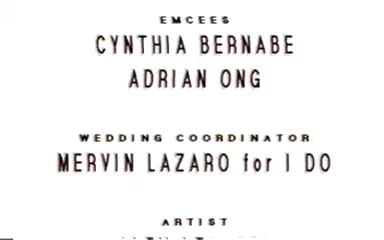 EMCEES
CYNTHIA BERNABE
ADRIAN ONG
WEDDING COORDINATOR
MERVIN LAZARO for I DO
ARTIST